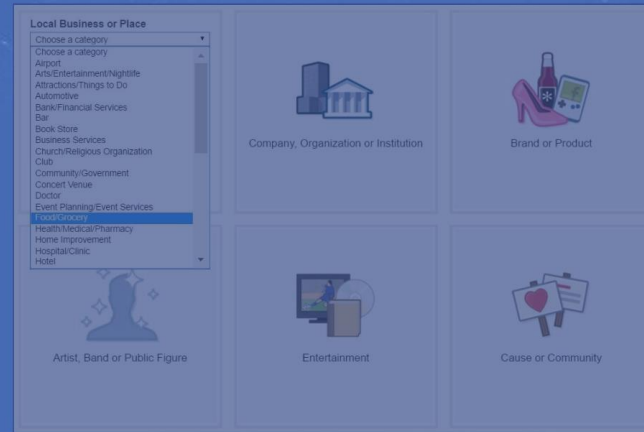 Local Business or Place
Choose a category
Choose a category
Airport
Arts/Entertainment/Nightlife
Attractions/Things to Do
Automotive
Bank/Financial Services
Bar
Book Store
Business Services
Church/Religious Organization
Club
Community/Government
Concert Venue
Doctor
Event Planning/Event Services
Food/Grocery
Health/Medical/Pharmacy
Home Improvement
Hospital/Clinic
Hotel
Company, Organization or Institution
Brand or Product
Artist, Band or Public Figure
Entertainment
Cause or Community